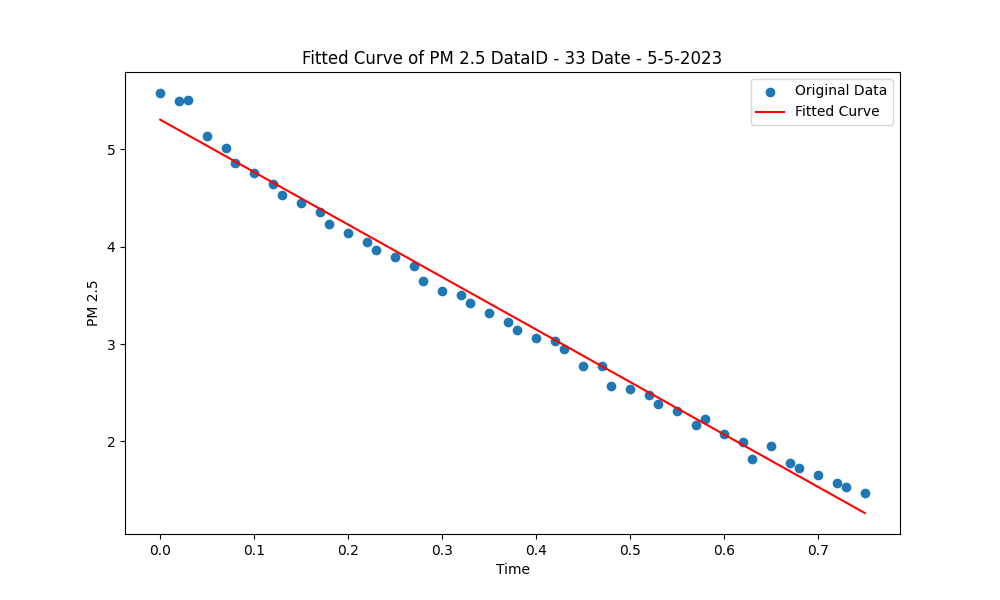 Fitted Curve of PM 2.5 DataID - 33 Date - 5-5-2023
Original Data
Fitted Curve
5
4
3
2
PM 2.5
0.0 0.1 0.2 0.3 0.4 0.5 0.6 0.7
Time